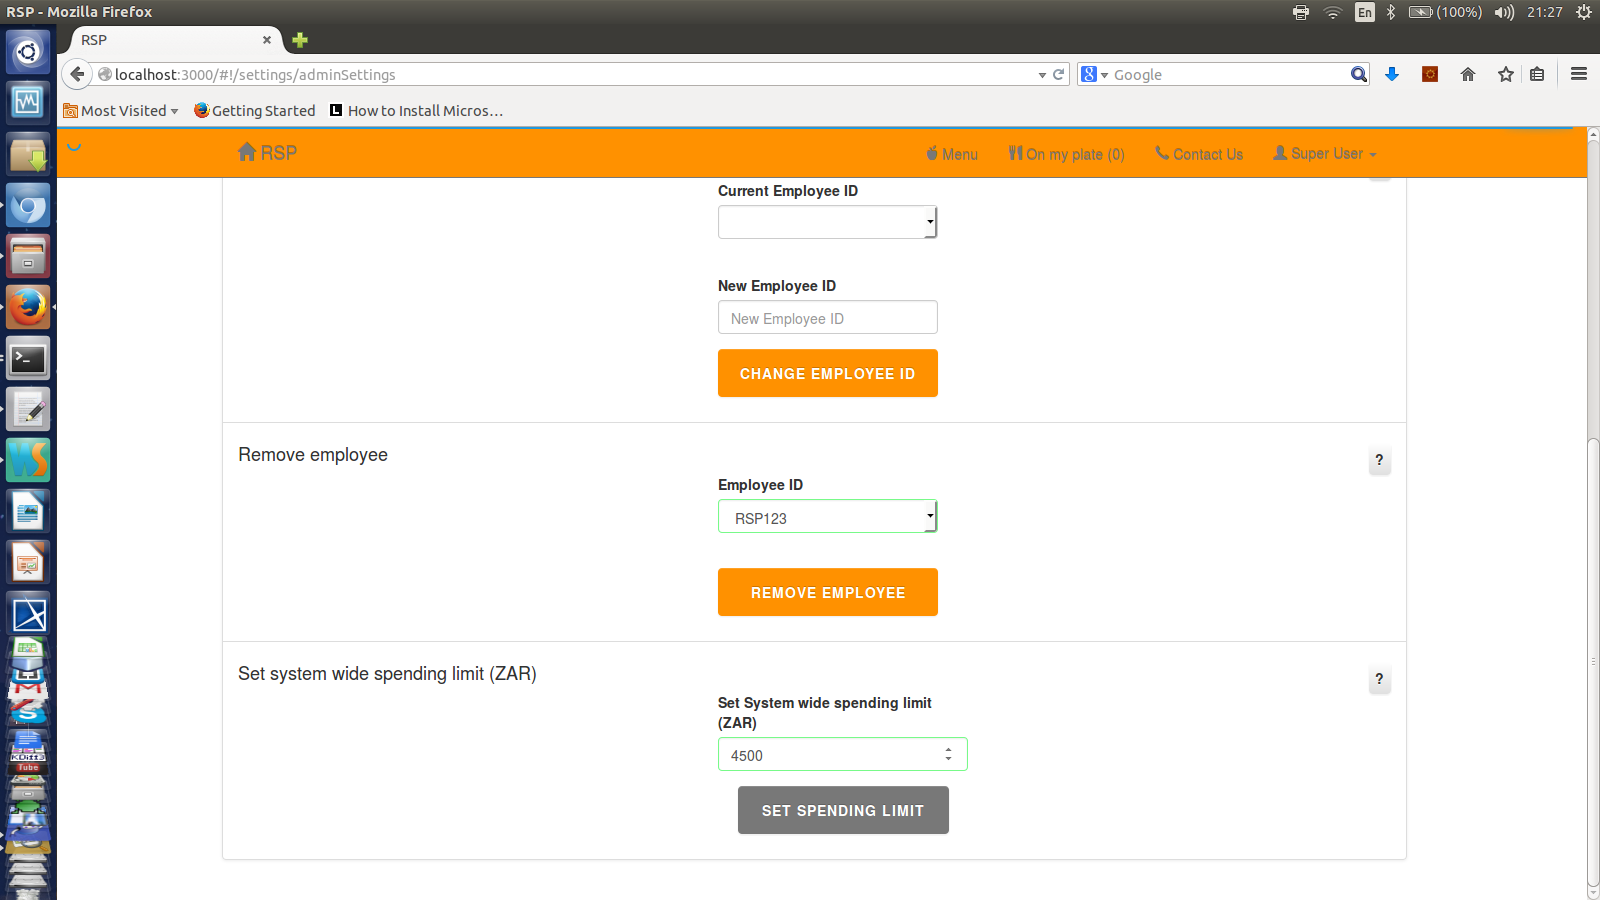 RSP - Mozilla Firefox
En
(100%)
21:27
RSP
localhost:3000/#!/settings/adminSettings
Google
Most Visited
Getting Started
How to Install Micros...
RSP
Menu
On my plate (0)
Contact Us
Super User
Current Employee ID
New Employee ID
New Employee ID
CHANGE EMPLOYEE ID
Remove employee
?
Employee ID
RSP123
REMOVE EMPLOYEE
Set system wide spending limit (ZAR)
?
Set System wide spending limit
(ZAR)
4500
SET SPENDING LIMIT
WS
KDiff3
Tube